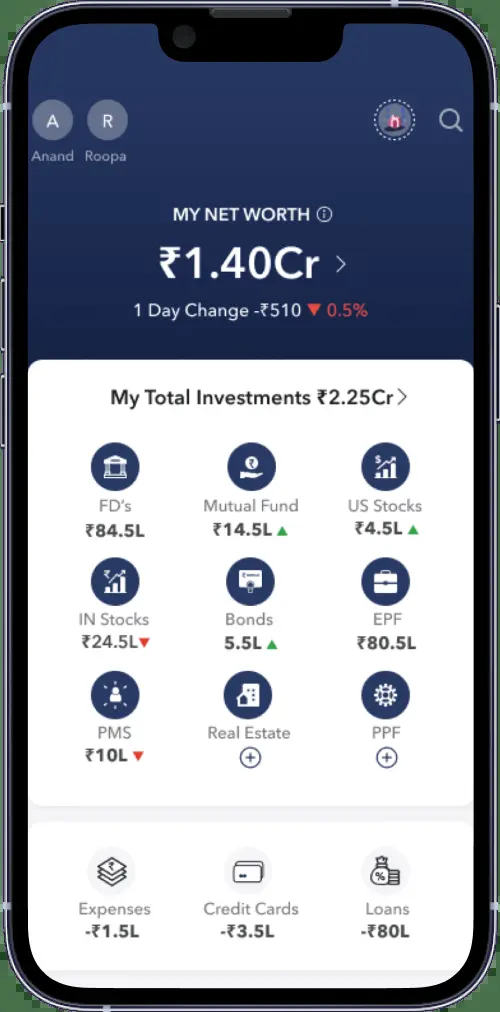 A R
Anand Roopa
MY NET WORTH
₹1.40Cr
1 Day Change -₹510 0.5%
My Total Investments ₹2.25Cr
FD's Mutual Fund US Stocks
₹84.5L ₹14.5L ₹4.5L
IN Stocks Bonds EPF
₹24.5L 5.5L ₹80.5L
PMS Real Estate PPF
₹10L
Expenses Credit Cards Loans
-₹1.5L -₹3.5L -₹80L